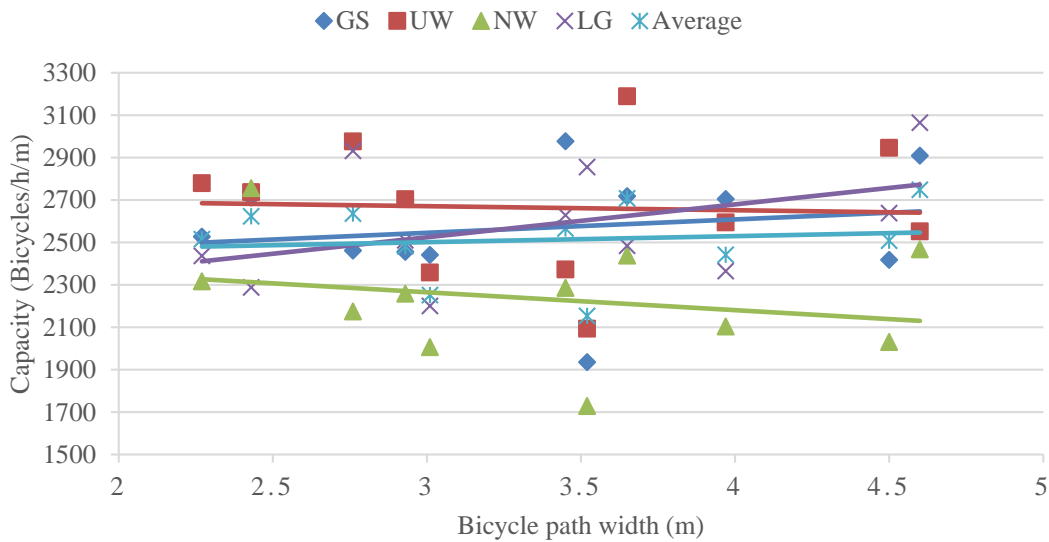 GS UW NW LG Average
3300
3100
2900
2700
2500
2300
2100
1900
1700
1500
Capacity (Bicycles/h/m)
2 2.5 3 3.5 4 4.5 5
Bicycle path width (m)